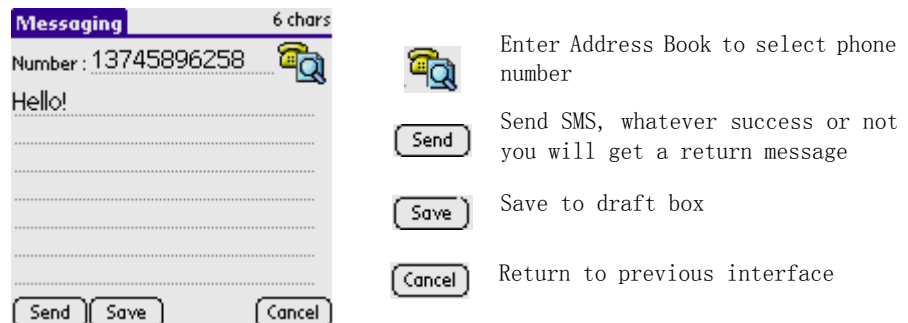 Messaging 6 chars
Number : 13745896258
Hello!
Send Save Cancel
Enter Address Book to select phone
number
Send
Send SMS, whatever success or not
you will get a return message
Save
Save to draft box
Cancel
Return to previous interface